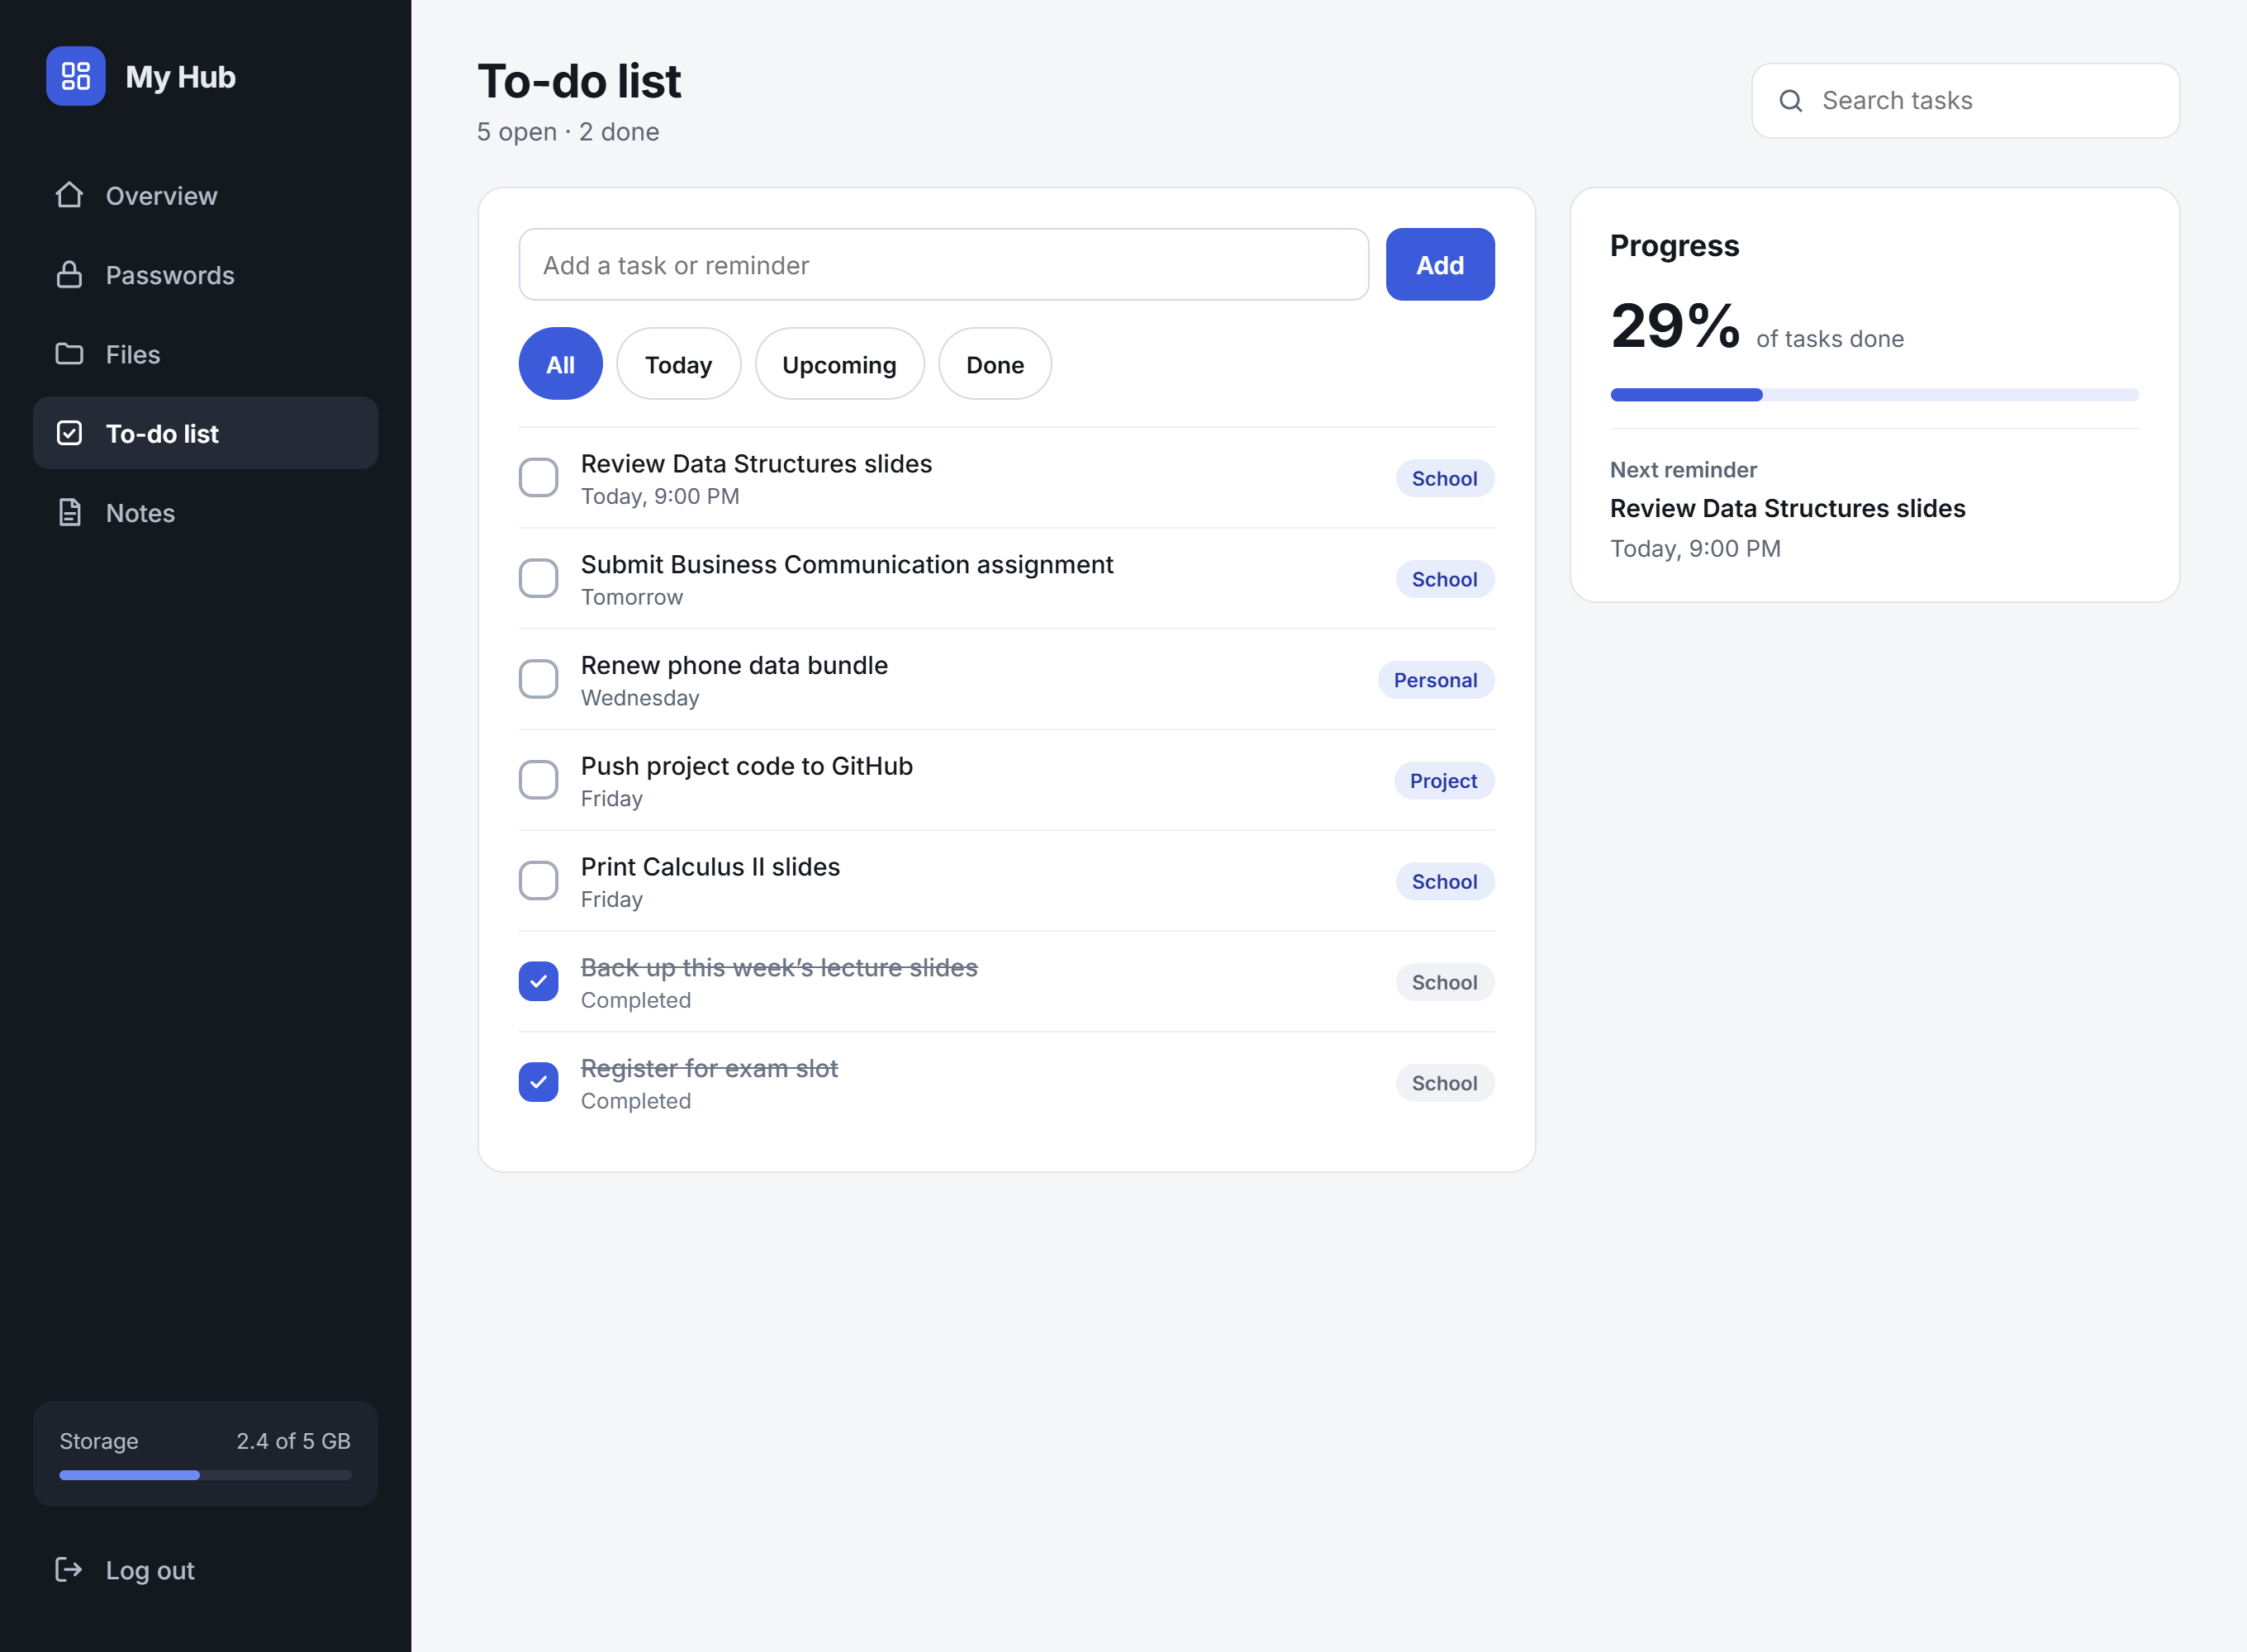 My Hub
Overview
Passwords
Files
To-do list
Notes
Storage 2.4 of 5 GB
Log out
To-do list
5 open · 2 done
Search tasks
Add a task or reminder
Add
All Today Upcoming Done
Review Data Structures slides
Today, 9:00 PM
School
Submit Business Communication assignment
Tomorrow
School
Renew phone data bundle
Wednesday
Personal
Push project code to GitHub
Friday
Project
Print Calculus II slides
Friday
School
Back up this week’s lecture slides
Completed
School
Register for exam slot
Completed
School
Progress
29% of tasks done
Next reminder
Review Data Structures slides
Today, 9:00 PM